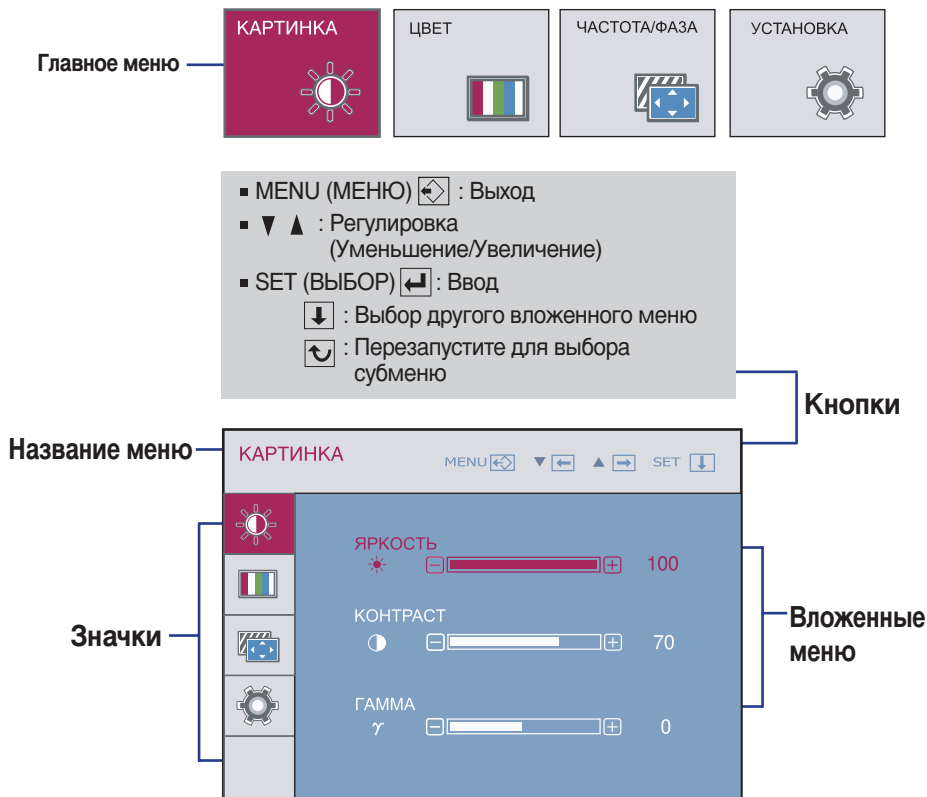 КАРТИНКА
ЦВЕТ
ЧАСТОТА/ФАЗА
УСТАНОВКА
Главное меню
MENU (МЕНЮ) : Выход
▼ ▲ : Регулировка
(Уменьшение/Увеличение)
SET (ВЫБОР) : Ввод
: Выбор другого вложенного меню
: Перезапустите для выбора
субменю
Кнопки
Название меню
КАРТИНКА
MENU ▼ ▲ SET
ЯРКОСТЬ
100
КОНТРАСТ
70
ГАММА
γ 0
Значки
Вложенные
меню